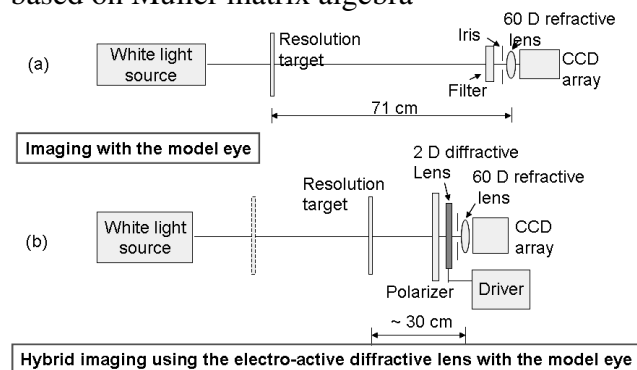 based on Muller matrix algebra
(a)
White light
source
Resolution
target
Iris
60 D refractive
lens
Filter
CCD
array
71 cm
Imaging with the model eye
(b)
White light
source
Resolution
target
2 D diffractive
Lens
60 D refractive
lens
CCD
array
Polarizer
Driver
~ 30 cm
Hybrid imaging using the electro-active diffractive lens with the model eye